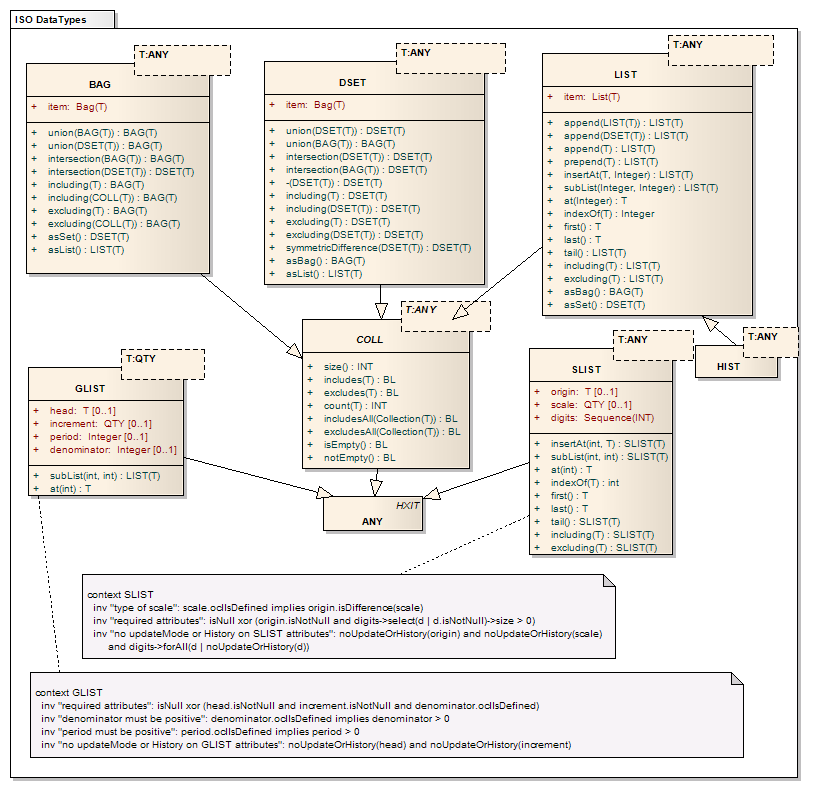 ISO DataTypes
T:ANY
BAG
+ item: Bag(T)
+ union(BAG(T)) : BAG(T)
+ union(DSET(T)) : BAG(T)
+ intersection(BAG(T)) : BAG(T)
+ intersection(DSET(T)) : DSET(T)
+ including(T) : BAG(T)
+ including(COLL(T)) : BAG(T)
+ excluding(T) : BAG(T)
+ excluding(COLL(T)) : BAG(T)
+ asSet() : DSET(T)
+ asList() : LIST(T)
T:ANY
DSET
+ item: Bag(T)
+ union(DSET(T)) : DSET(T)
+ union(BAG(T)) : BAG(T)
+ intersection(DSET(T)) : DSET(T)
+ intersection(BAG(T)) : DSET(T)
+ -(DSET(T)) : DSET(T)
+ including(T) : DSET(T)
+ including(DSET(T)) : DSET(T)
+ excluding(T) : DSET(T)
+ excluding(DSET(T)) : DSET(T)
+ symmetricDifference(DSET(T)) : DSET(T)
+ asBag() : BAG(T)
+ asList() : LIST(T)
T:ANY
LIST
+ item: List(T)
+ append(LIST(T)) : LIST(T)
+ append(DSET(T)) : LIST(T)
+ append(T) : LIST(T)
+ prepend(T) : LIST(T)
+ insertAt(T, Integer) : LIST(T)
+ subList(Integer, Integer) : LIST(T)
+ at(Integer) : T
+ indexOf(T) : Integer
+ first() : T
+ last() : T
+ tail() : LIST(T)
+ including(T) : LIST(T)
+ excluding(T) : LIST(T)
+ asBag() : BAG(T)
+ asSet() : DSET(T)
T:ANY
COLL
+ size() : INT
+ includes(T) : BL
+ excludes(T) : BL
+ count(T) : INT
+ includesAll(Collection(T)) : BL
+ excludesAll(Collection(T)) : BL
+ isEmpty() : BL
+ notEmpty() : BL
T:ANY
HIST
T:QTY
GLIST
+ head: T [0..1]
+ increment: QTY [0..1]
+ period: Integer [0..1]
+ denominator: Integer [0..1]
+ subList(int, int) : LIST(T)
+ at(int) : T
T:ANY
SLIST
+ origin: T [0..1]
+ scale: QTY [0..1]
+ digits: Sequence(INT)
+ insertAt(int, T) : SLIST(T)
+ subList(int, int) : SLIST(T)
+ at(int) : T
+ indexOf(T) : int
+ first() : T
+ last() : T
+ tail() : SLIST(T)
+ including(T) : SLIST(T)
+ excluding(T) : SLIST(T)
HXIT
ANY
context SLIST
inv "type of scale": scale.oclIsDefined implies origin.isDifference(scale)
inv "required attributes": isNull xor (origin.isNotNull and digits->select(d | d.isNotNull)->size > 0)
inv "no updateMode or History on SLIST attributes": noUpdateOrHistory(origin) and noUpdateOrHistory(scale)
and digits->forAll(d | noUpdateOrHistory(d))
context GLIST
inv "required attributes": isNull xor (head.isNotNull and increment.isNotNull and denominator.oclIsDefined)
inv "denominator must be positive": denominator.oclIsDefined implies denominator > 0
inv "period must be positive": period.oclIsDefined implies period > 0
inv "no updateMode or History on GLIST attributes": noUpdateOrHistory(head) and noUpdateOrHistory(increment)